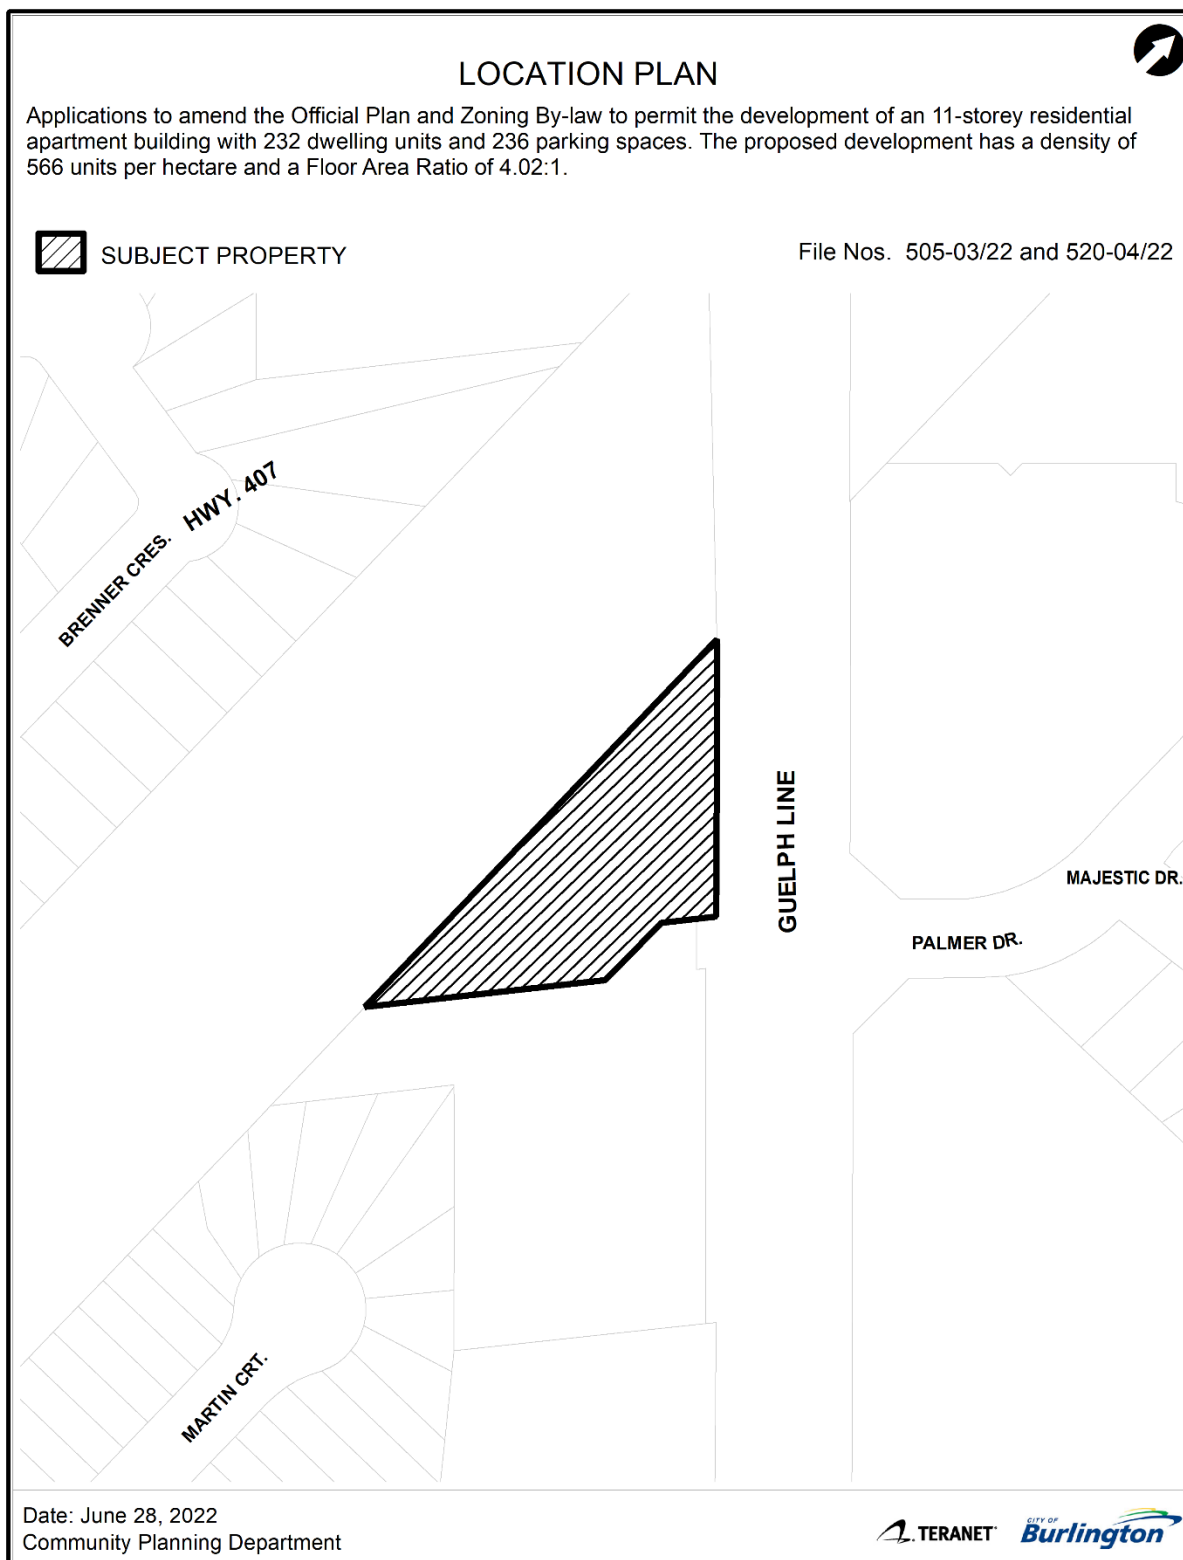 LOCATION PLAN
Applications to amend the Official Plan and Zoning By-law to permit the development of an 11-storey residential
apartment building with 232 dwelling units and 236 parking spaces. The proposed development has a density of
566 units per hectare and a Floor Area Ratio of 4.02:1.
SUBJECT PROPERTY
File Nos. 505-03/22 and 520-04/22
HWY. 407
BRENNER CRES.
GUELPH LINE
MAJESTIC DR.
PALMER DR.
MARTIN CRT.
Date: June 28, 2022
Community Planning Department
TERANET
CITY OF
Burlington